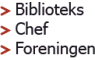 > Biblioteks
> Chef
> Foreningen